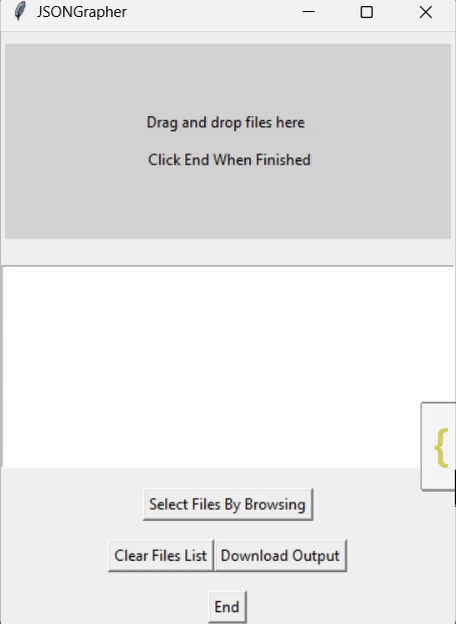 JSONGrapher
Drag and drop files here
Click End When Finished
{
Select Files By Browsing
Clear Files List Download Output
End